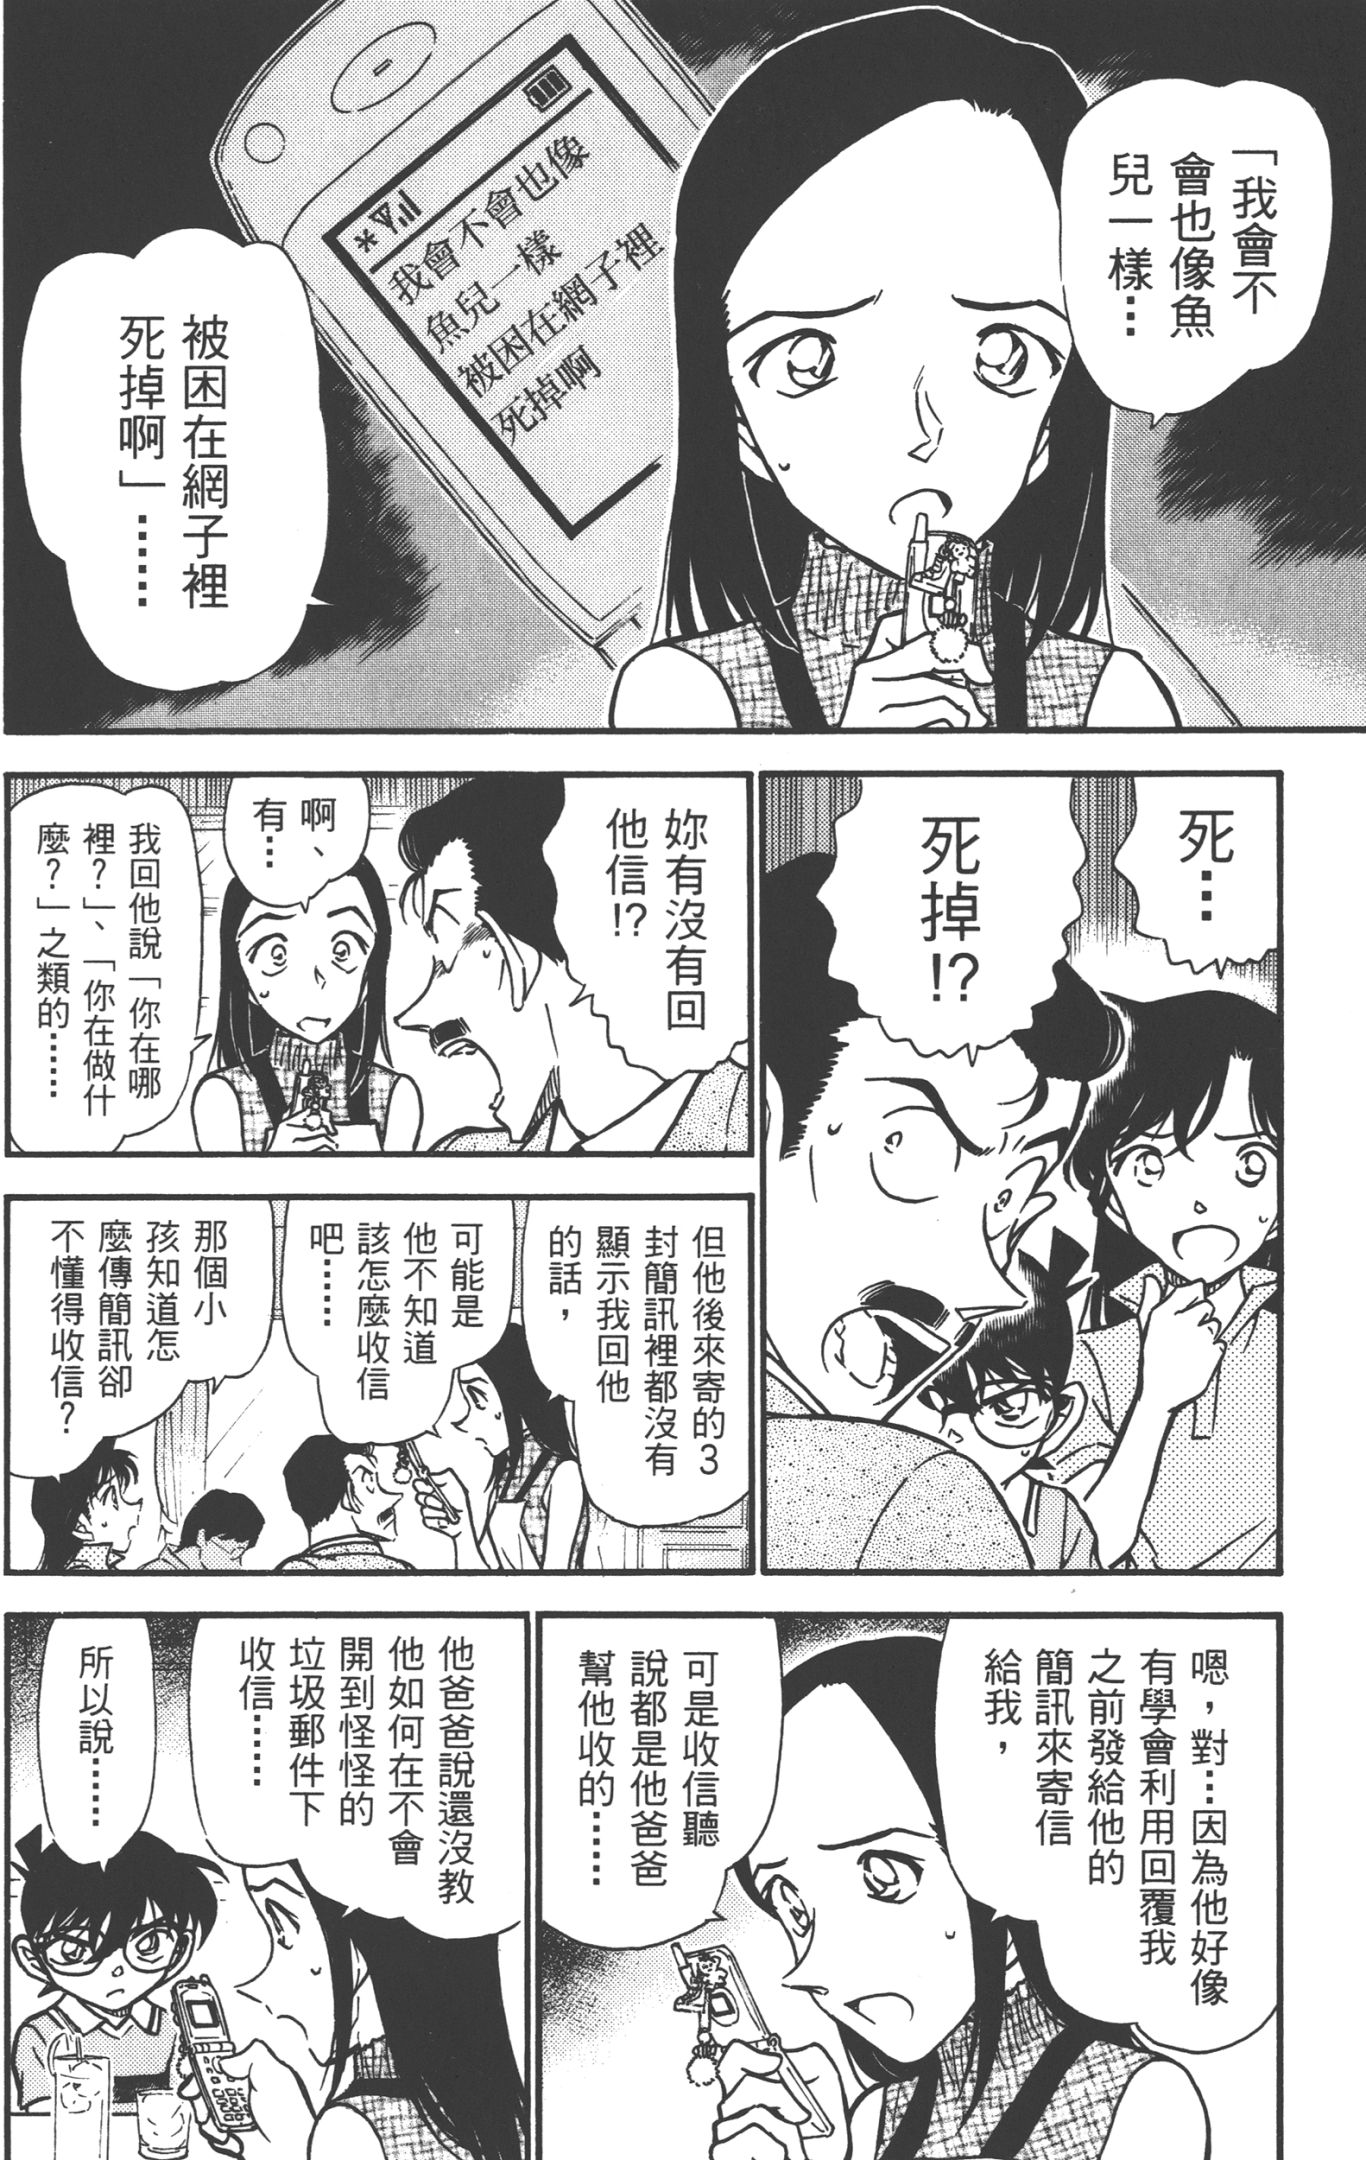 「我會不
會也像魚
兒一樣…
我會不會也像
魚兒一樣
被困在網子裡
死掉啊
被困在網子裡
死掉啊」……
死…
死掉!?
妳有沒有回
他信!?
啊、
有…
我回他說「你在哪
裡？」、「你在做什
麼？」之類的……
但他後來寄的3
封簡訊裡都沒有
顯示我回他
的話，
可能是
他不知道
該怎麼收信
吧……
那個小
孩知道怎
麼傳簡訊卻
不懂得收信？
嗯，對…因為他好像
有學會利用回覆我
之前發給他的
簡訊來寄信
給我，
可是收信聽
說都是他爸爸
幫他收的……
他爸爸說還沒教
他如何在不會
開到怪怪的
垃圾郵件下
收信……
所以說……